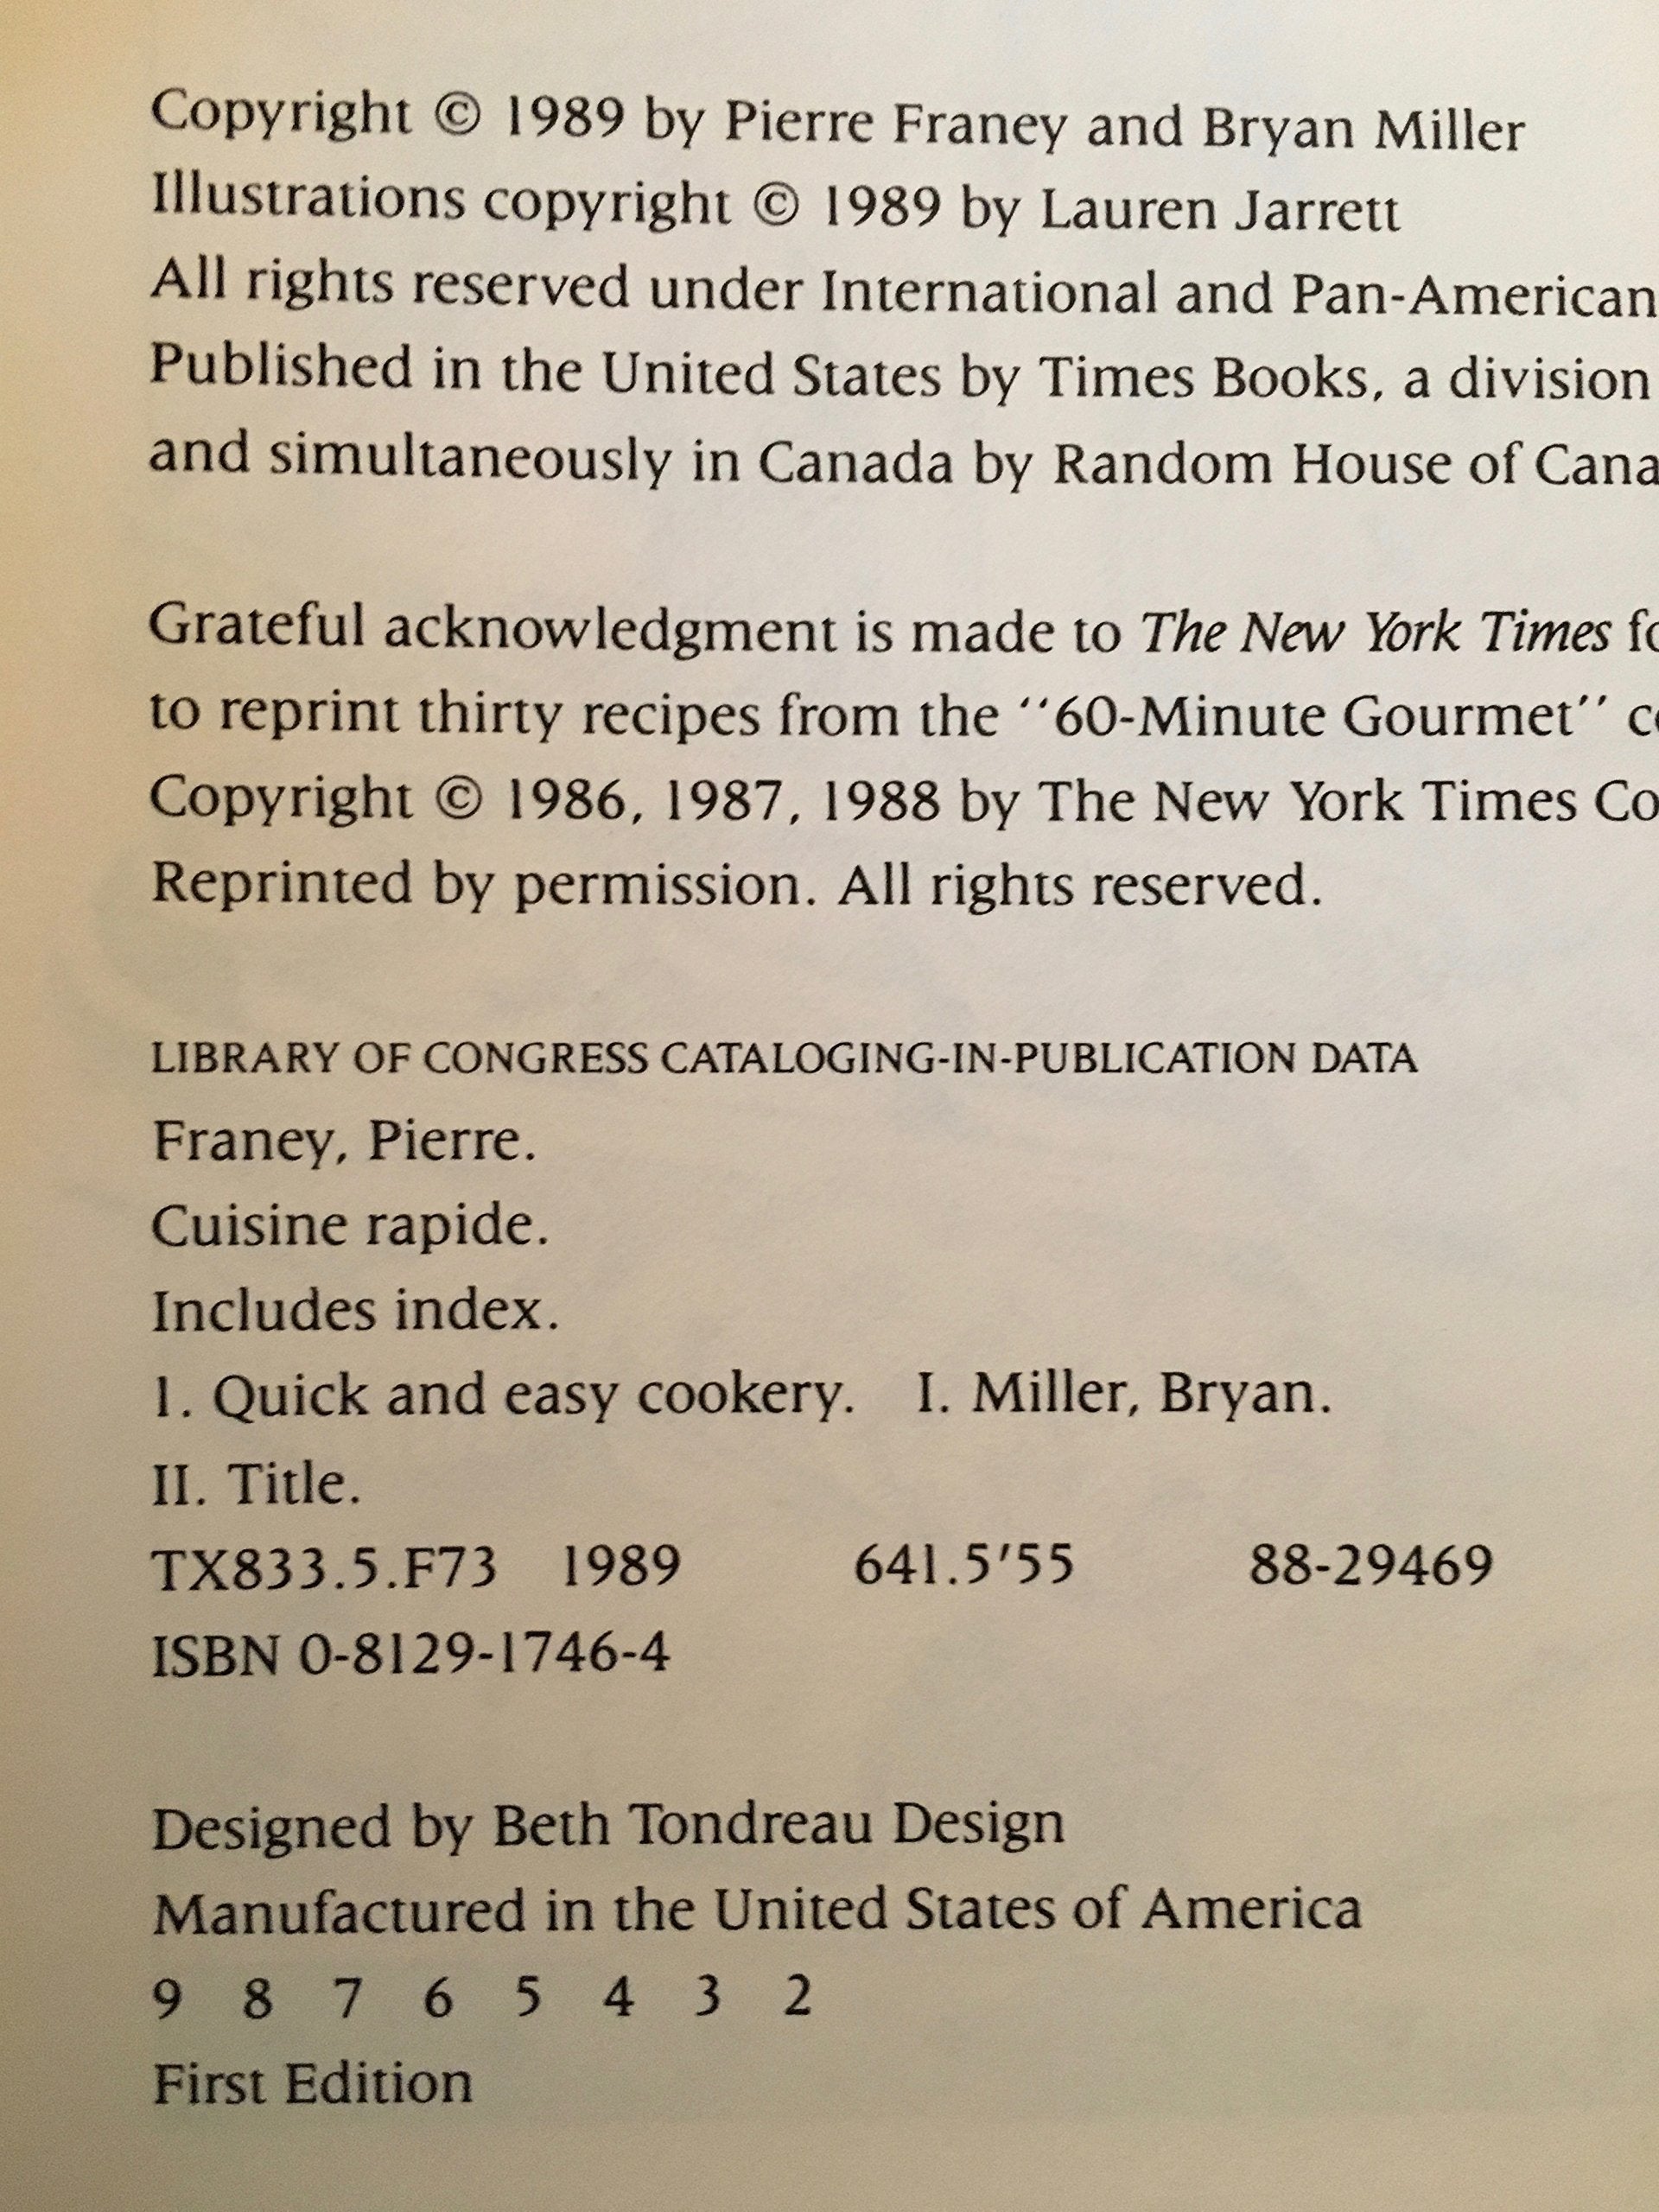 Copyright © 1989 by Pierre Franey and Bryan Miller
Illustrations copyright © 1989 by Lauren Jarrett
All rights reserved under International and Pan-American
Published in the United States by Times Books, a division
and simultaneously in Canada by Random House of Cana
Grateful acknowledgment is made to The New York Times fo
to reprint thirty recipes from the ‘‘60-Minute Gourmet’’ co
Copyright © 1986, 1987, 1988 by The New York Times Co
Reprinted by permission. All rights reserved.
LIBRARY OF CONGRESS CATALOGING-IN-PUBLICATION DATA
Franey, Pierre.
Cuisine rapide.
Includes index.
1. Quick and easy cookery. I. Miller, Bryan.
II. Title.
TX833.5.F73 1989 641.5'55 88-29469
ISBN 0-8129-1746-4
Designed by Beth Tondreau Design
Manufactured in the United States of America
9 8 7 6 5 4 3 2
First Edition